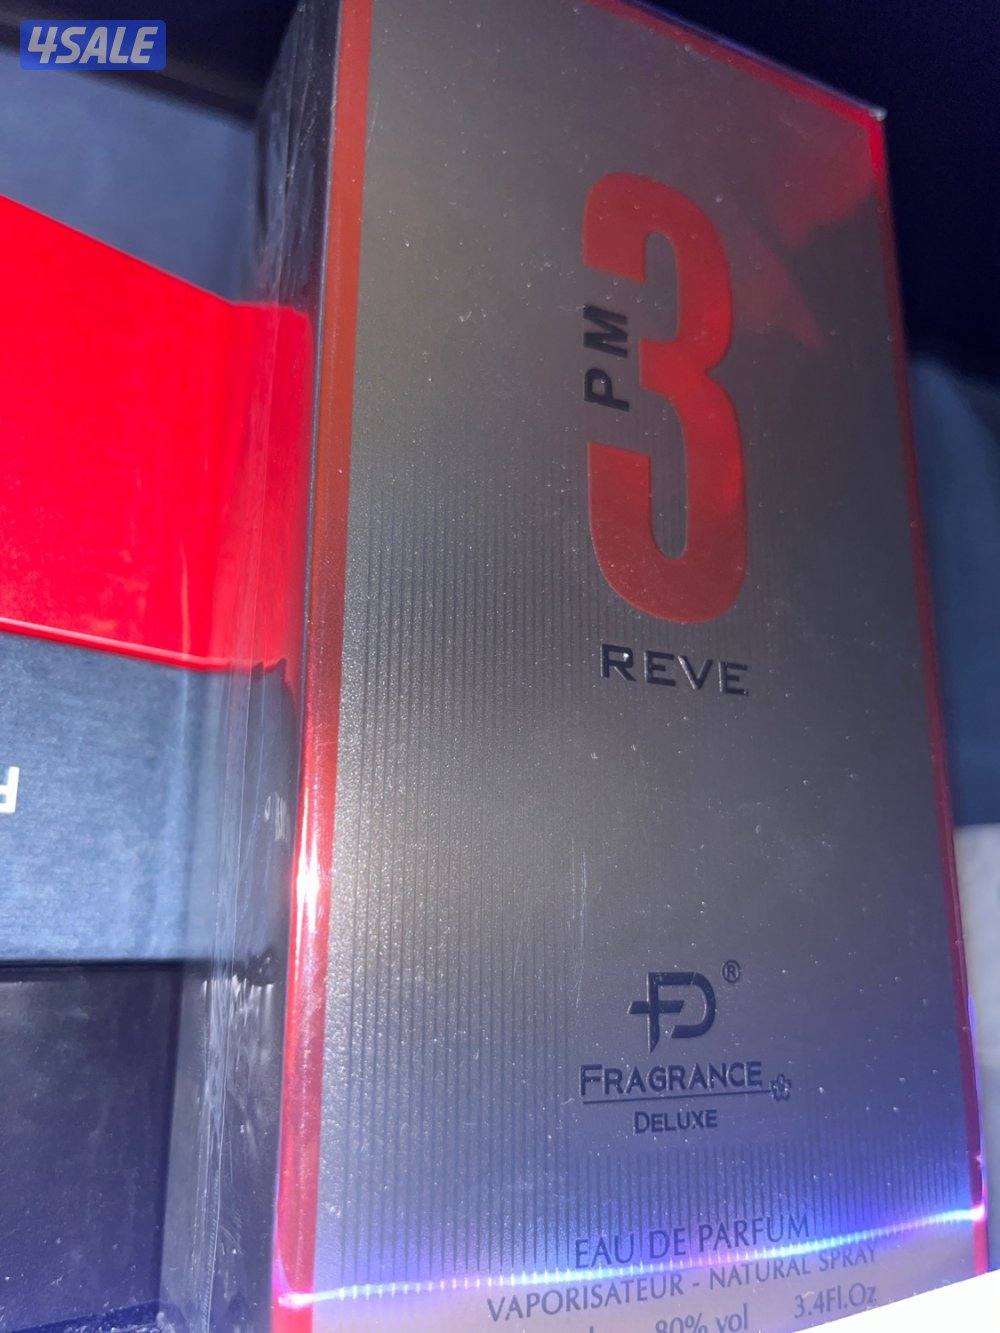 4SALE
3
PM
REVE
FD®
FRAGRANCE
DELUXE
EAU DE PARFUM
VAPORISATEUR - NATURAL SPRAY
80% vol 3.4Fl.Oz